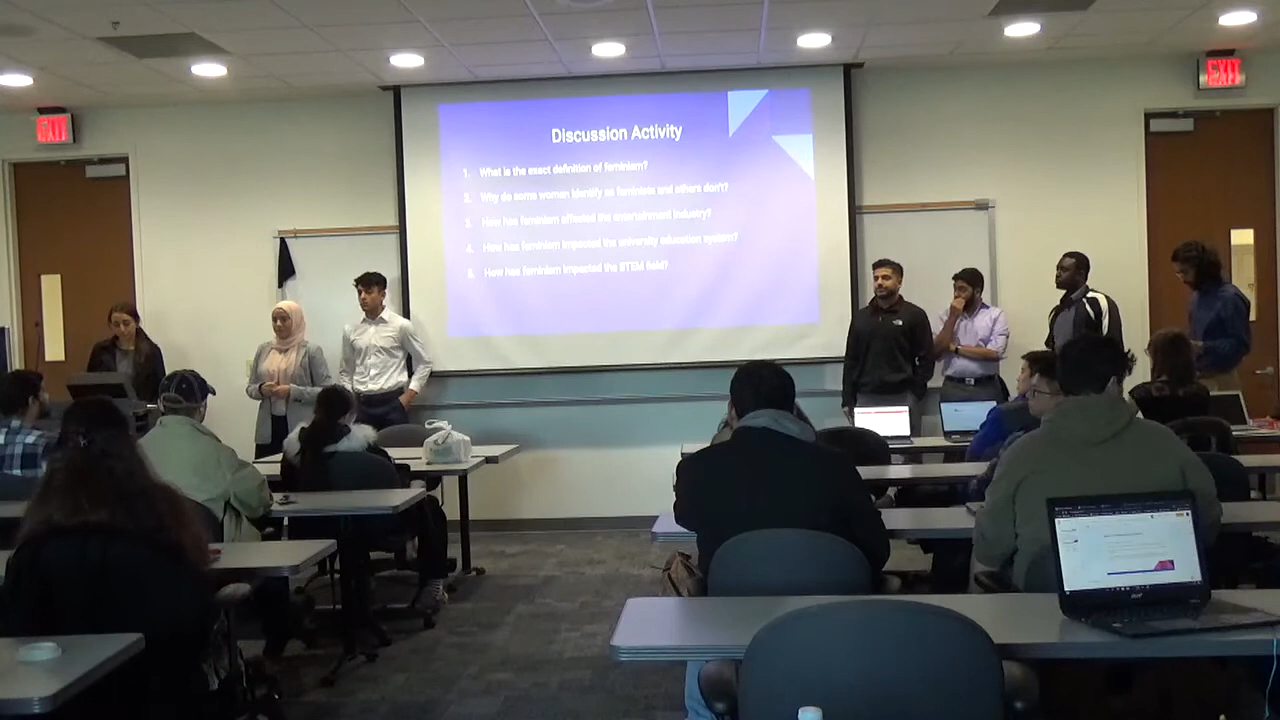 EXIT
EXIT
Discussion Activity
1. What is the exact definition of feminism?
2. Why do some women identify as feminists and others don't?
3. How has feminism affected the entertainment industry?
4. How has feminism impacted the university education system?
5. How has feminism impacted the STEM field?
acer